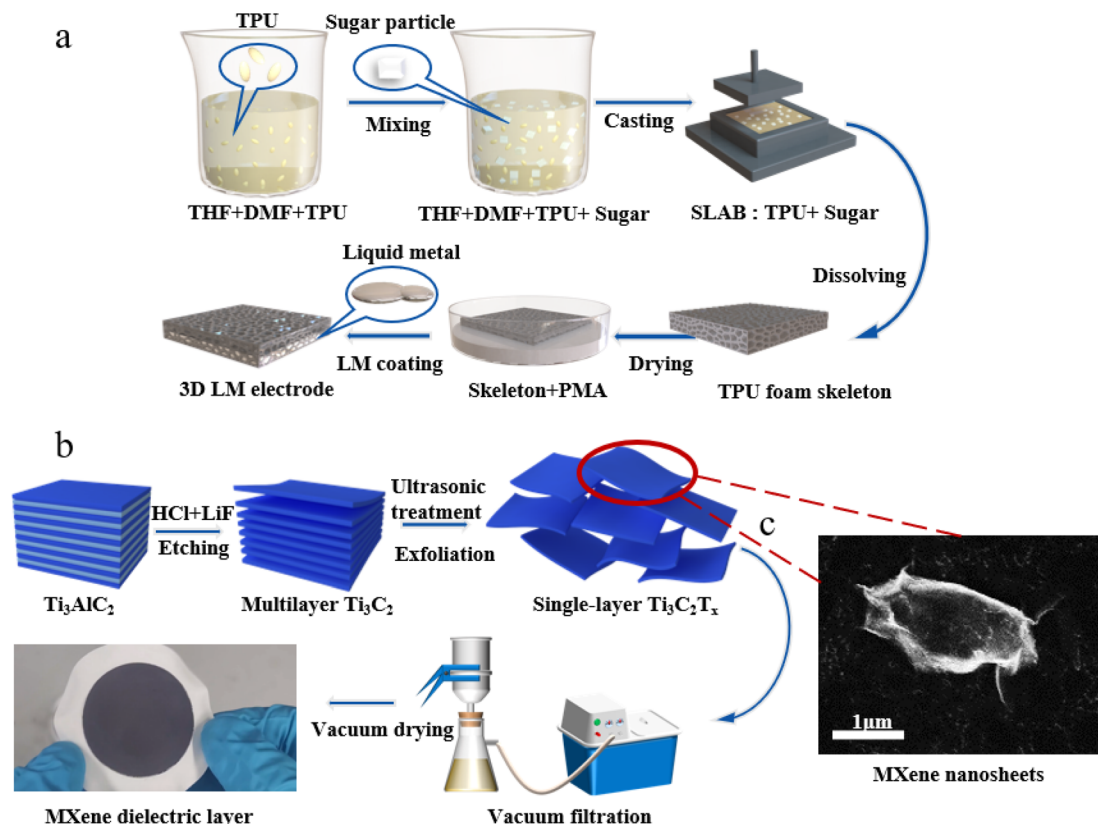 a
TPU
Sugar particle
Mixing
Casting
THF+DMF+TPU
THF+DMF+TPU+ Sugar
SLAB : TPU+ Sugar
Dissolving
Liquid metal
LM coating
Drying
3D LM electrode
Skeleton+PMA
TPU foam skeleton
b
HCl+LiF
Etching
Ultrasonic
treatment
Exfoliation
c
Ti₃AlC₂
Multilayer Ti₃C₂
Single-layer Ti₃C₂Tₓ
Vacuum drying
1μm
MXene dielectric layer
Vacuum filtration
MXene nanosheets